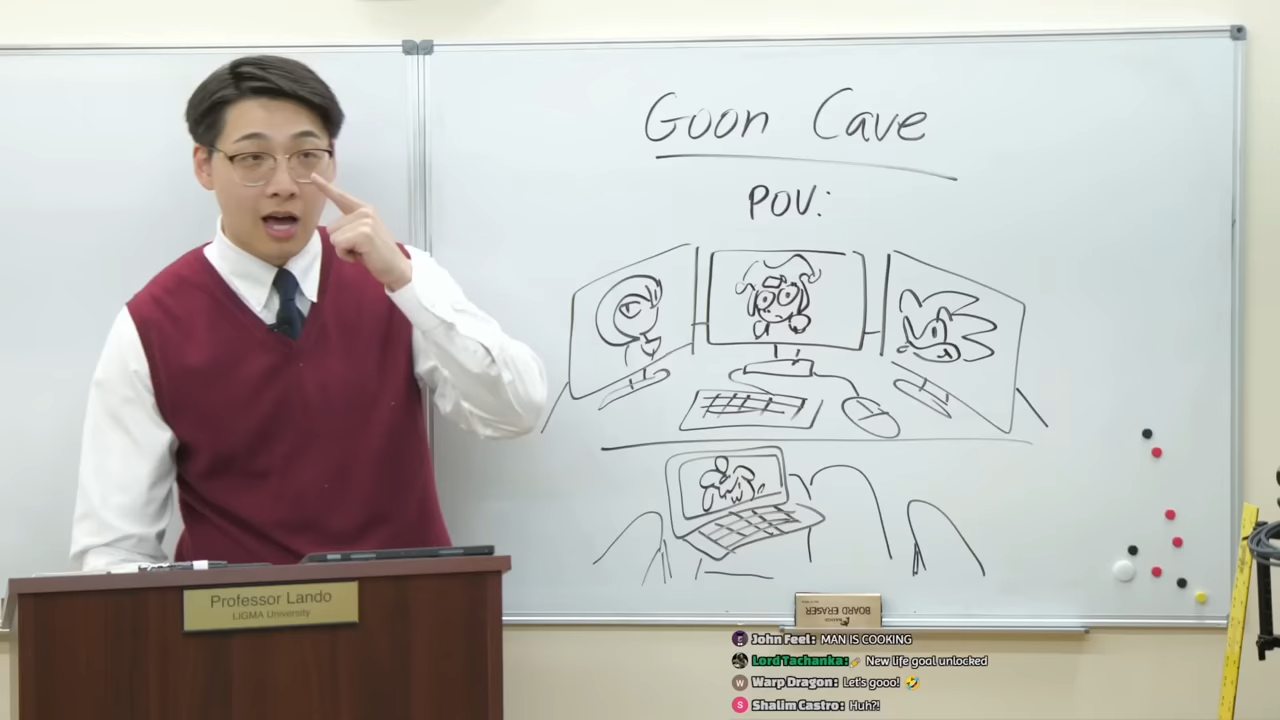 Goon Cave
POV:
Professor Lando
LIGMA University
BOARD ERASER
John Feel: MAN IS COOKING
Lord Tachanka: New life goal unlocked
Warp Dragon: Let's gooo! 🤣
Shalim Castro: Huh?!